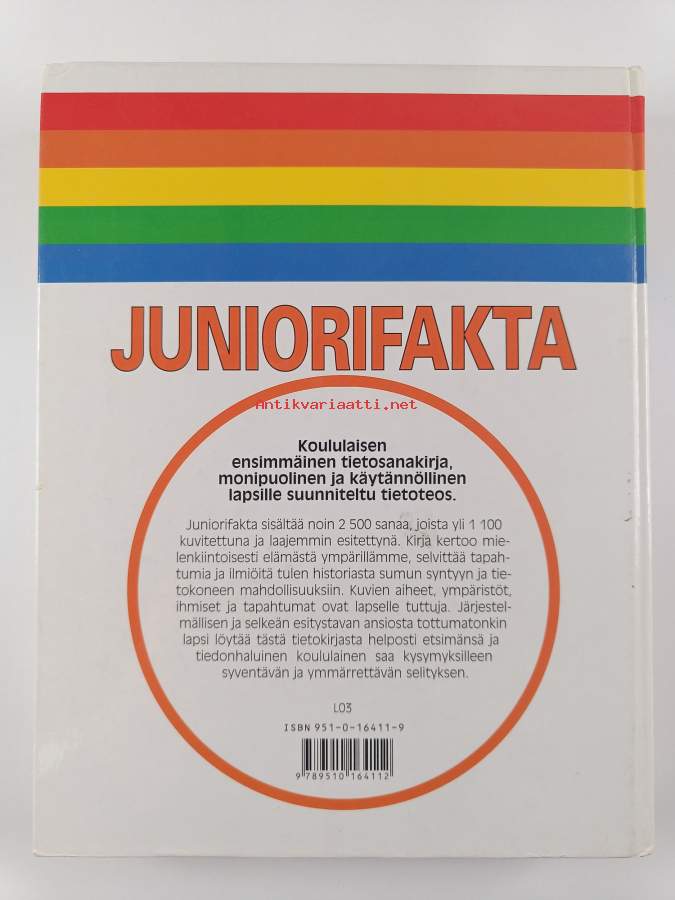 JUNIORIFAKTA
Antikvariaatti.net
Koululaisen
ensimmäinen tietosanakirja,
monipuolinen ja käytännöllinen
lapsille suunniteltu tietoteos.
Juniorifakta sisältää noin 2 500 sanaa, joista yli 1 100
kuvitettuna ja laajemmin esitettynä. Kirja kertoo mie-
lenkiintoisesti elämästä ympärillämme, selvittää tapah-
tumia ja ilmiöitä tulen historiasta sumun syntyyn ja tie-
tokoneen mahdollisuuksiin. Kuvien aiheet, ympäristöt,
ihmiset ja tapahtumat ovat lapselle tuttuja. Järjestel-
mällisen ja selkeän esitystavan ansiosta tottumatonkin
lapsi löytää tästä tietokirjasta helposti etsimänsä ja
tiedonhaluinen koululainen saa kysymyksilleen
syventävän ja ymmärrettävän selityksen.
L03
ISBN 951-0-16411-9
9 789510 164112